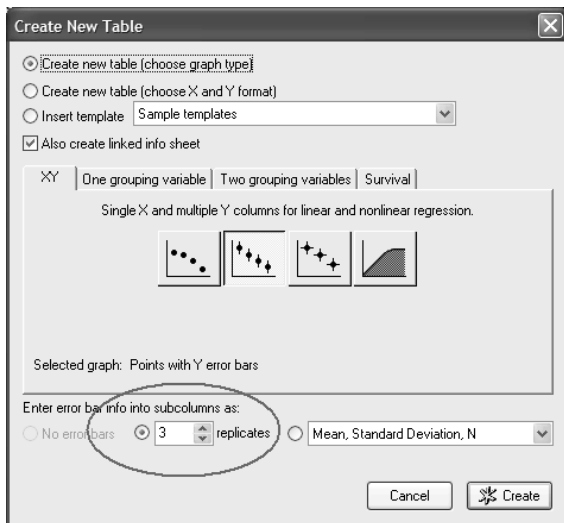 Create New Table
Create new table (choose graph type)
Create new table (choose X and Y format)
Insert template Sample templates
Also create linked info sheet
XY One grouping variable Two grouping variables Survival
Single X and multiple Y columns for linear and nonlinear regression.
Selected graph: Points with Y error bars
Enter error bar info into subcolumns as:
No error bars 3 replicates Mean, Standard Deviation, N
Cancel Create